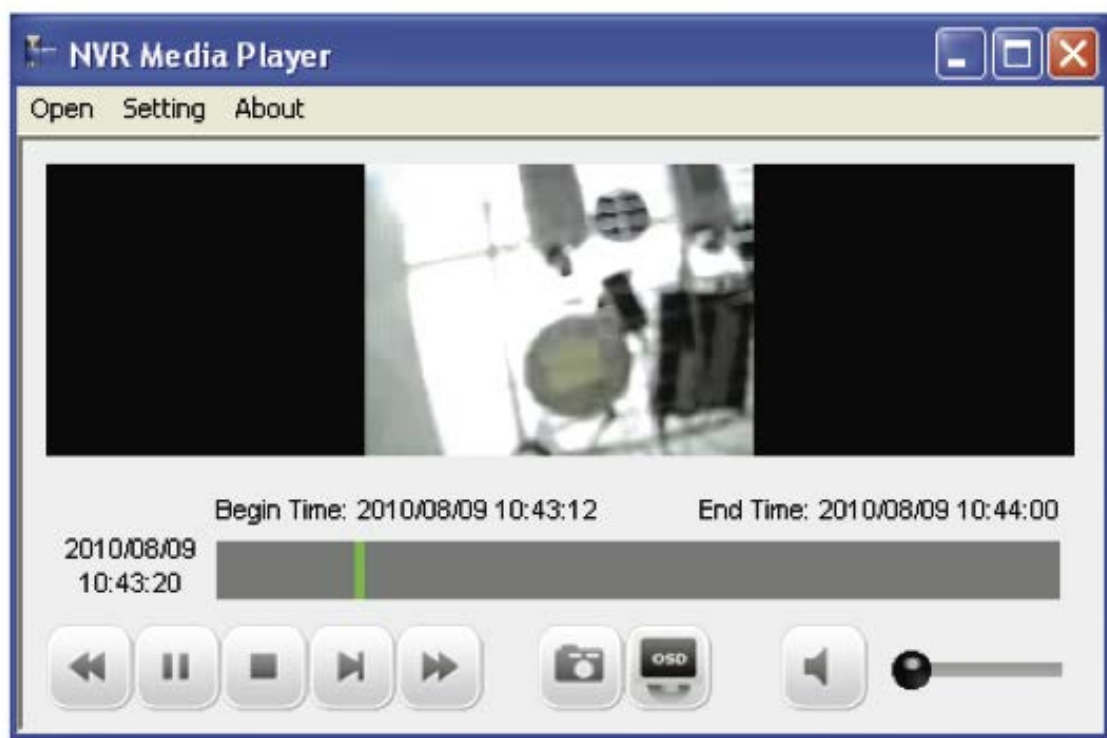 NVR Media Player
Open Setting About
Begin Time: 2010/08/09 10:43:12 End Time: 2010/08/09 10:44:00
2010/08/09
10:43:20
OSD